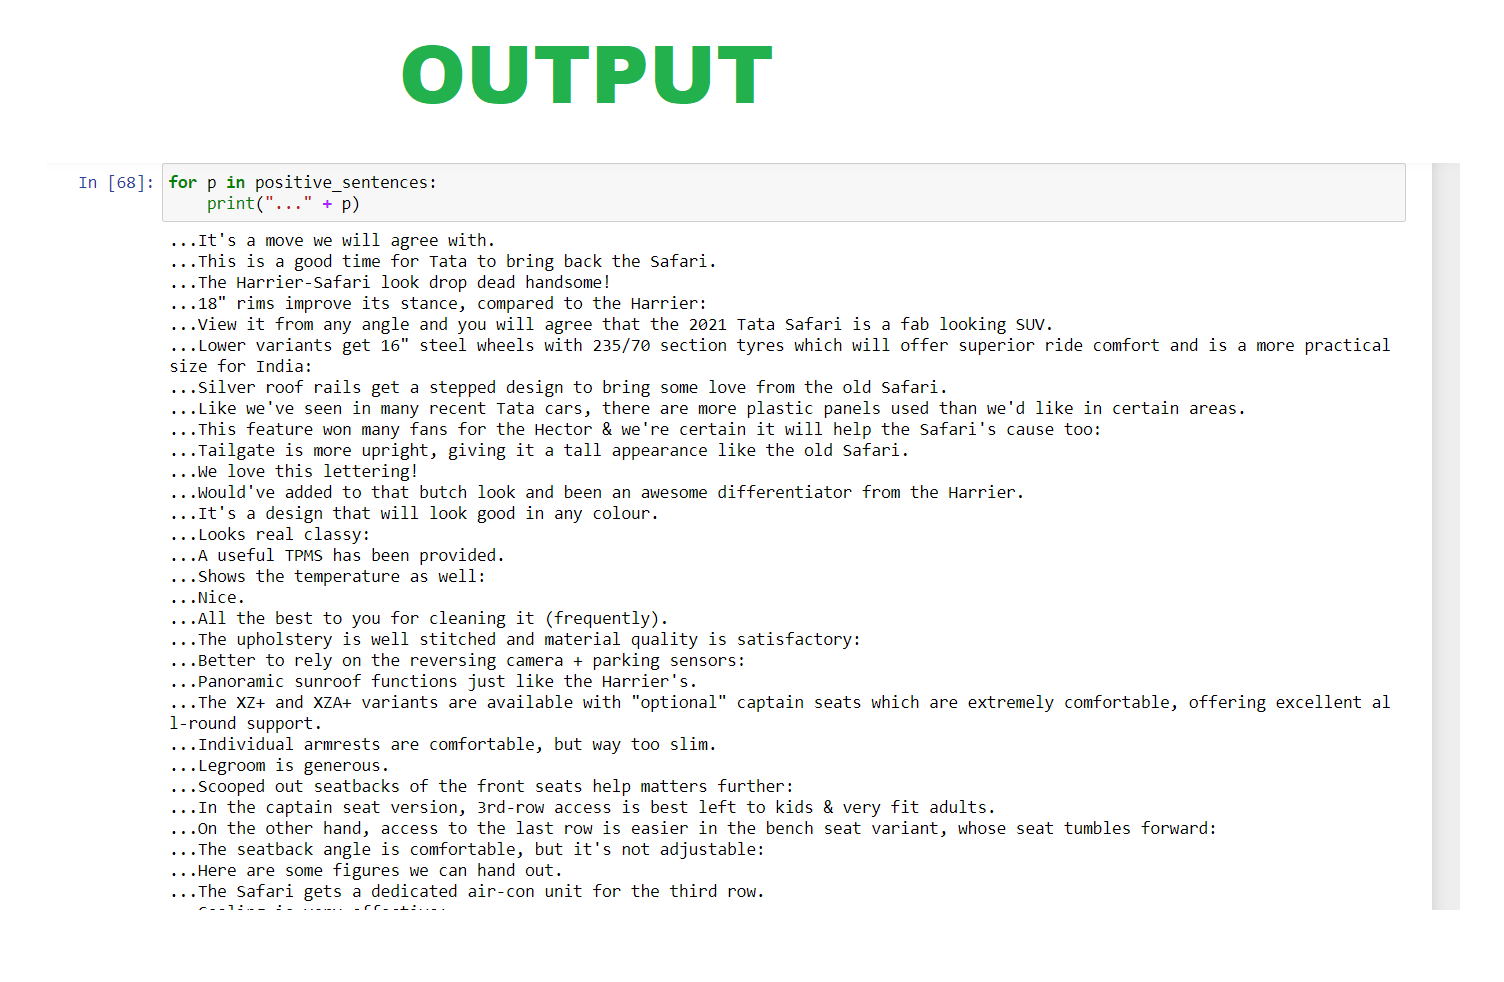 OUTPUT
In [68]: for p in positive_sentences:
print("..." + p)
...It's a move we will agree with.
...This is a good time for Tata to bring back the Safari.
...The Harrier-Safari look drop dead handsome!
...18" rims improve its stance, compared to the Harrier:
...View it from any angle and you will agree that the 2021 Tata Safari is a fab looking SUV.
...Lower variants get 16" steel wheels with 235/70 section tyres which will offer superior ride comfort and is a more practical
size for India:
...Silver roof rails get a stepped design to bring some love from the old Safari.
...Like we've seen in many recent Tata cars, there are more plastic panels used than we'd like in certain areas.
...This feature won many fans for the Hector & we're certain it will help the Safari's cause too:
...Tailgate is more upright, giving it a tall appearance like the old Safari.
...We love this lettering!
...Would've added to that butch look and been an awesome differentiator from the Harrier.
...It's a design that will look good in any colour.
...Looks real classy:
...A useful TPMS has been provided.
...Shows the temperature as well:
...Nice.
...All the best to you for cleaning it (frequently).
...The upholstery is well stitched and material quality is satisfactory:
...Better to rely on the reversing camera + parking sensors:
...Panoramic sunroof functions just like the Harrier's.
...The XZ+ and XZA+ variants are available with "optional" captain seats which are extremely comfortable, offering excellent al
l-round support.
...Individual armrests are comfortable, but way too slim.
...Legroom is generous.
...Scooped out seatbacks of the front seats help matters further:
...In the captain seat version, 3rd-row access is best left to kids & very fit adults.
...On the other hand, access to the last row is easier in the bench seat variant, whose seat tumbles forward:
...The seatback angle is comfortable, but it's not adjustable:
...Here are some figures we can hand out.
...The Safari gets a dedicated air-con unit for the third row.